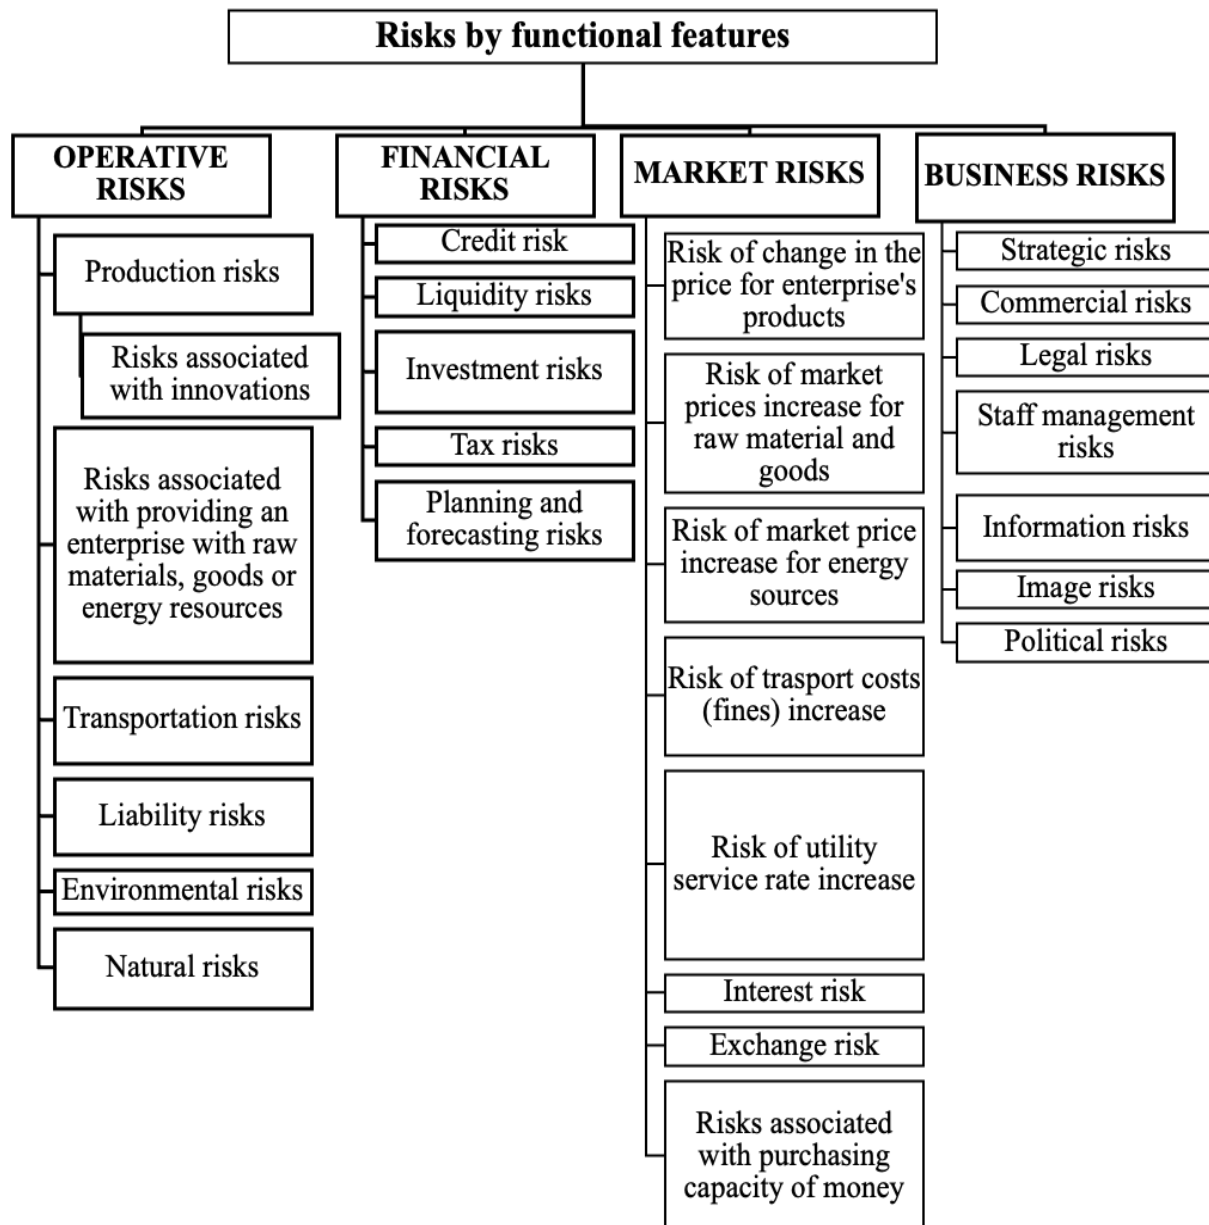 Risks by functional features
OPERATIVE
RISKS
Production risks
Risks associated
with innovations
Risks associated
with providing an
enterprise with raw
materials, goods or
energy resources
Transportation risks
Liability risks
Environmental risks
Natural risks
FINANCIAL
RISKS
Credit risk
Liquidity risks
Investment risks
Tax risks
Planning and
forecasting risks
MARKET RISKS
Risk of change in the
price for enterprise's
products
Risk of market
prices increase for
raw material and
goods
Risk of market price
increase for energy
sources
Risk of trasport costs
(fines) increase
Risk of utility
service rate increase
Interest risk
Exchange risk
Risks associated
with purchasing
capacity of money
BUSINESS RISKS
Strategic risks
Commercial risks
Legal risks
Staff management
risks
Information risks
Image risks
Political risks